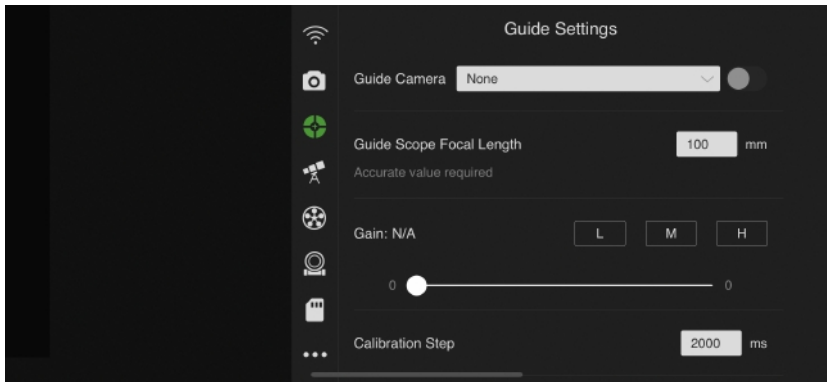 Guide Settings
Guide Camera None
Guide Scope Focal Length 100 mm
Accurate value required
Gain: N/A L M H
0 0
Calibration Step 2000 ms